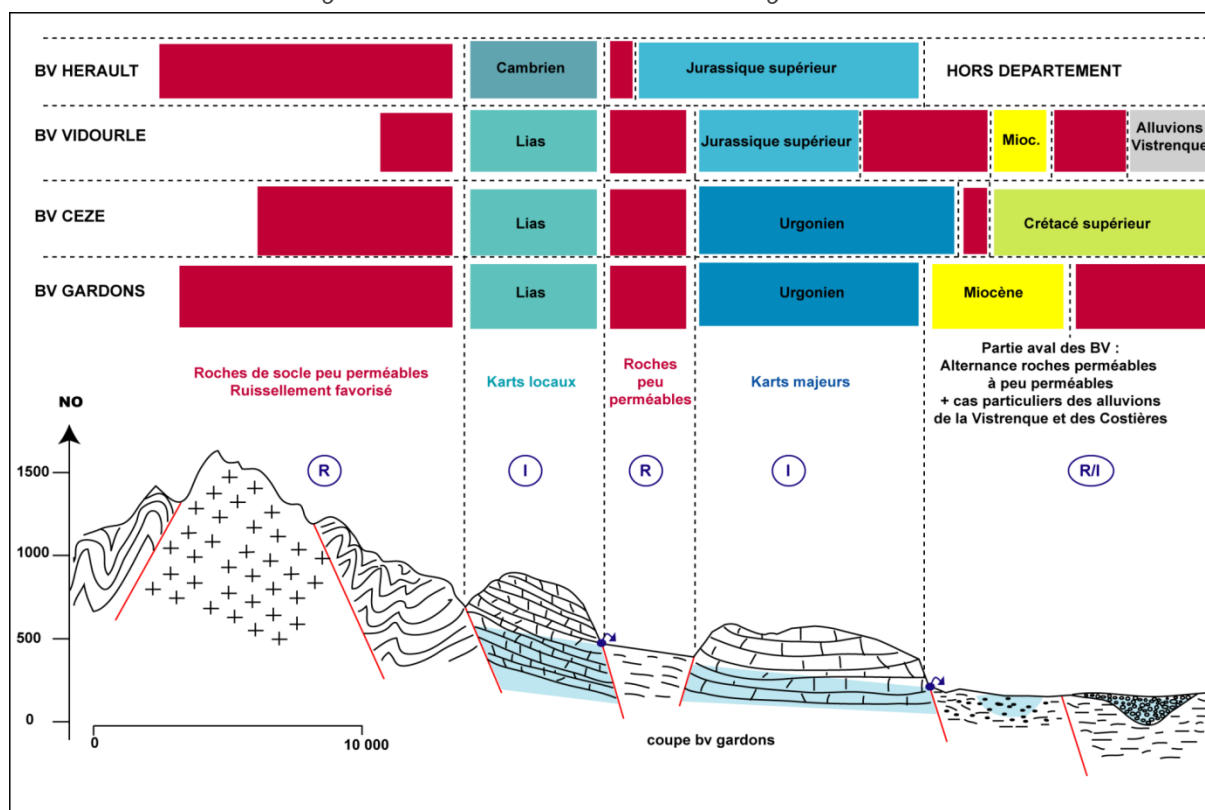 BV HERAULT
Cambrien
Jurassique supérieur
HORS DEPARTEMENT
BV VIDOURLE
Lias
Jurassique supérieur
Mioc.
Alluvions
Vistrenque
BV CEZE
Lias
Urgonien
Crétacé supérieur
BV GARDONS
Lias
Urgonien
Miocène
Roches de socle peu perméables
Ruissellement favorisé
Karts locaux
Roches
peu
perméables
Karts majeurs
Partie aval des BV :
Alternance roches perméables
à peu perméables
+ cas particuliers des alluvions
de la Vistrenque et des Costières
NO
R
I
R
I
R/I
1500
1000
500
0
0
10 000
coupe bv gardons